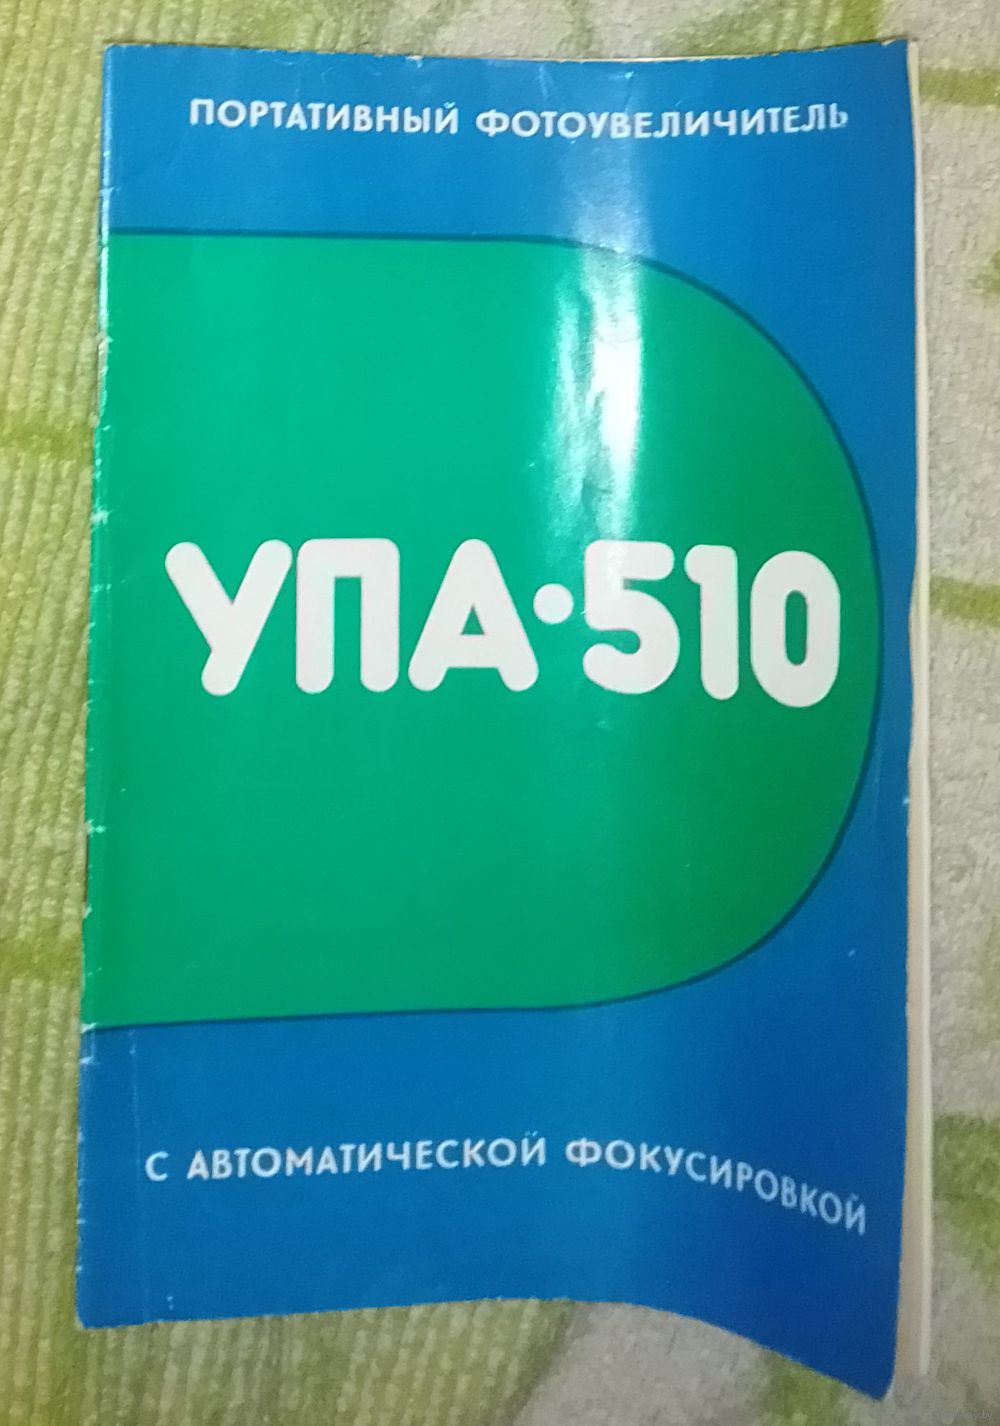 ПОРТАТИВНЫЙ ФОТОУВЕЛИЧИТЕЛЬ
УПА·510
С АВТОМАТИЧЕСКОЙ ФОКУСИРОВКОЙ